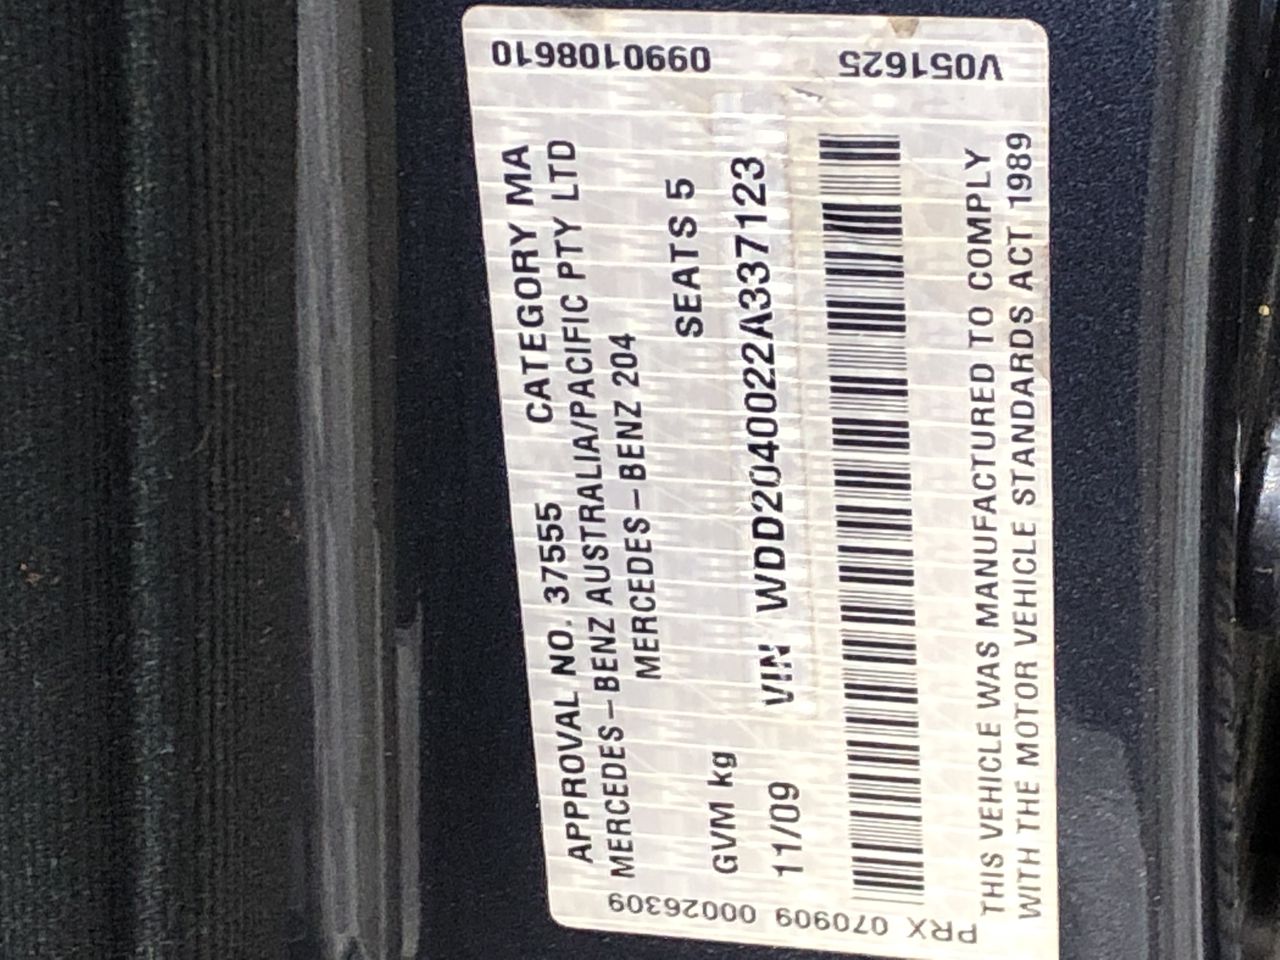 0990108610
V051625
APPROVAL NO. 37555 CATEGORY MA
MERCEDES-BENZ AUSTRALIA/PACIFIC PTY LTD
MERCEDES-BENZ 204
SEATS 5
GVM kg
11/09 VIN WDD2040022A337123
THIS VEHICLE WAS MANUFACTURED TO COMPLY
WITH THE MOTOR VEHICLE STANDARDS ACT 1989
PRX 070909 00026309